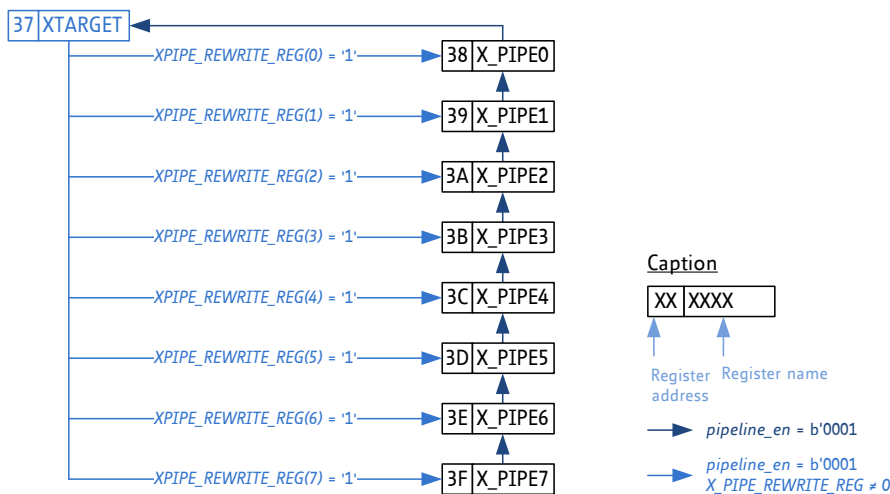 37 XTARGET
XPIPE_REWRITE_REG(0) = '1' 38 X_PIPE0
XPIPE_REWRITE_REG(1) = '1' 39 X_PIPE1
XPIPE_REWRITE_REG(2) = '1' 3A X_PIPE2
XPIPE_REWRITE_REG(3) = '1' 3B X_PIPE3
XPIPE_REWRITE_REG(4) = '1' 3C X_PIPE4
XPIPE_REWRITE_REG(5) = '1' 3D X_PIPE5
XPIPE_REWRITE_REG(6) = '1' 3E X_PIPE6
XPIPE_REWRITE_REG(7) = '1' 3F X_PIPE7
Caption
XX XXXX
Register
address
Register name
pipeline_en = b'0001
pipeline_en = b'0001
X_PIPE_REWRITE_REG ≠ 0